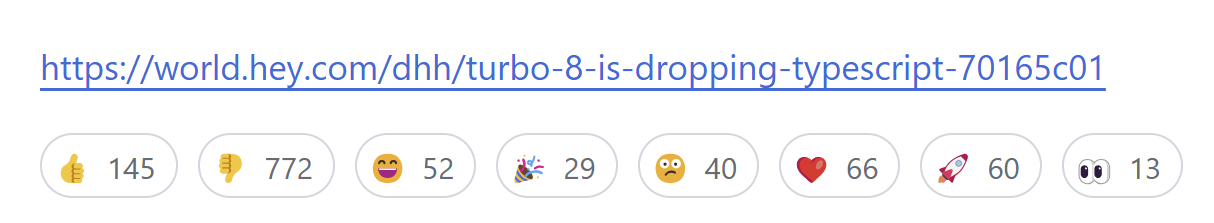 https://world.hey.com/dhh/turbo-8-is-dropping-typescript-70165c01
👍 145 👎 772 😄 52 🎉 29 😕 40 ❤️ 66 🚀 60 👀 13